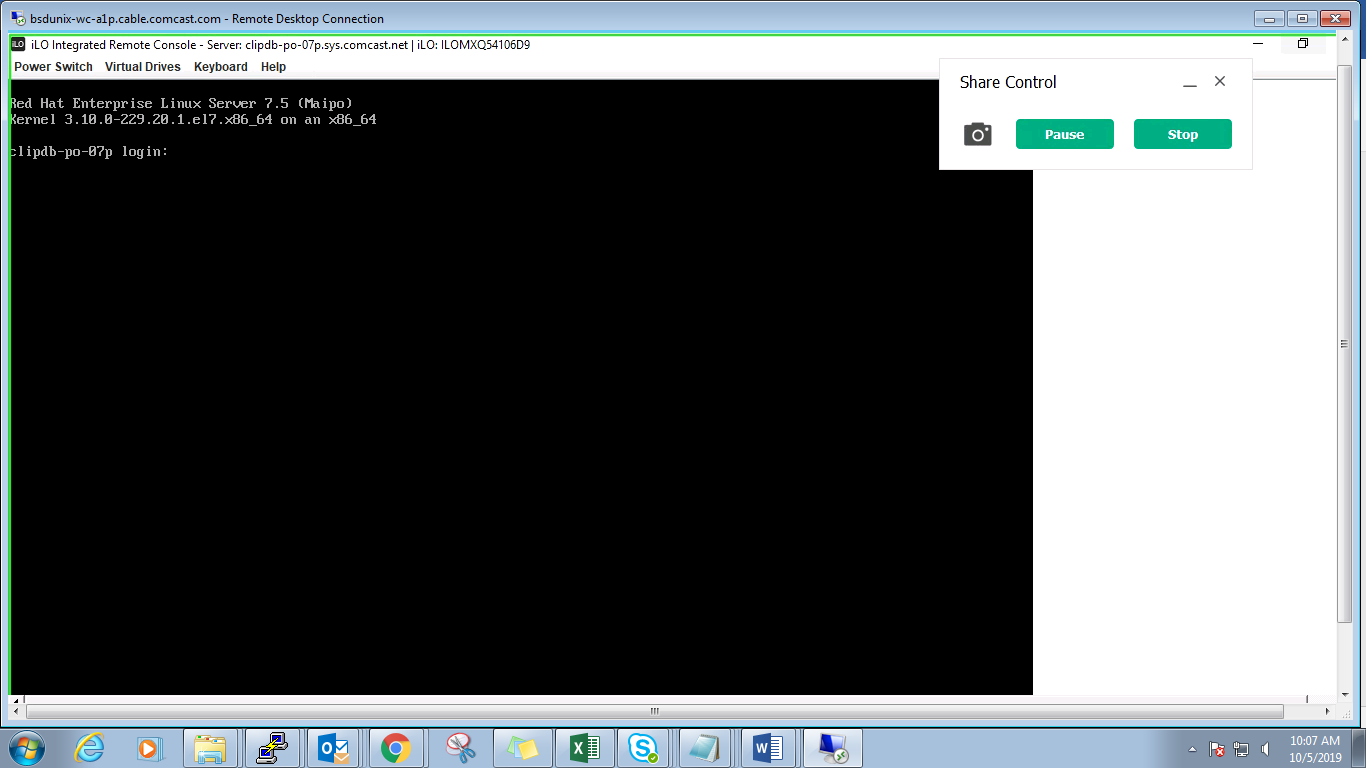 bsdunix-wc-a1p.cable.comcast.com - Remote Desktop Connection
iLO Integrated Remote Console - Server: clipdb-po-07p.sys.comcast.net | iLO: ILOMXQ54106D9
Power Switch Virtual Drives Keyboard Help
Share Control
Pause Stop
Red Hat Enterprise Linux Server 7.5 (Maipo)
Kernel 3.10.0-229.20.1.el7.x86_64 on an x86_64
clipdb-po-07p login:
10:07 AM
10/5/2019